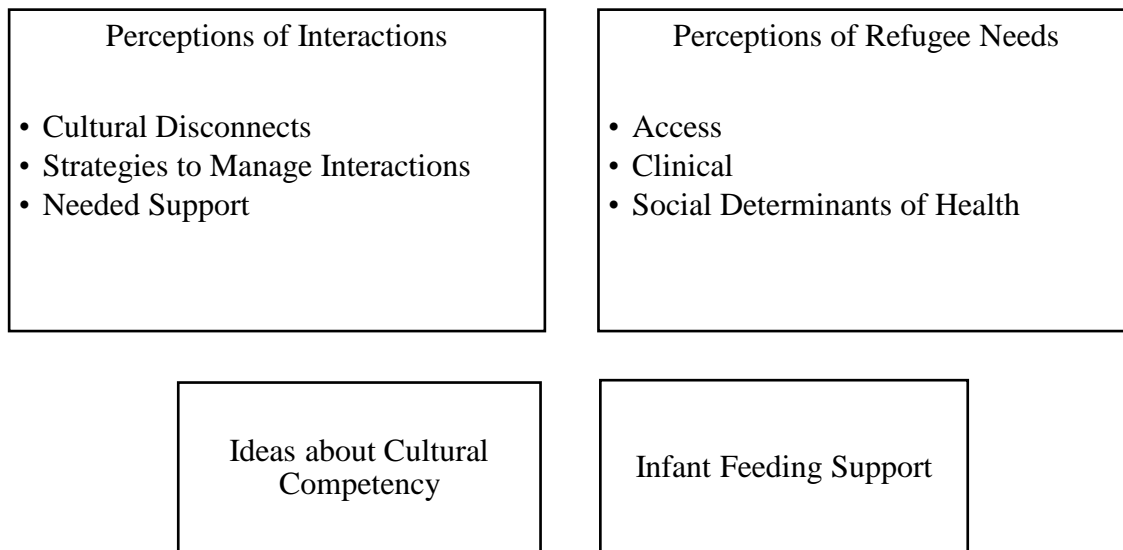 Perceptions of Interactions
• Cultural Disconnects
• Strategies to Manage Interactions
• Needed Support
Perceptions of Refugee Needs
• Access
• Clinical
• Social Determinants of Health
Ideas about Cultural
Competency
Infant Feeding Support